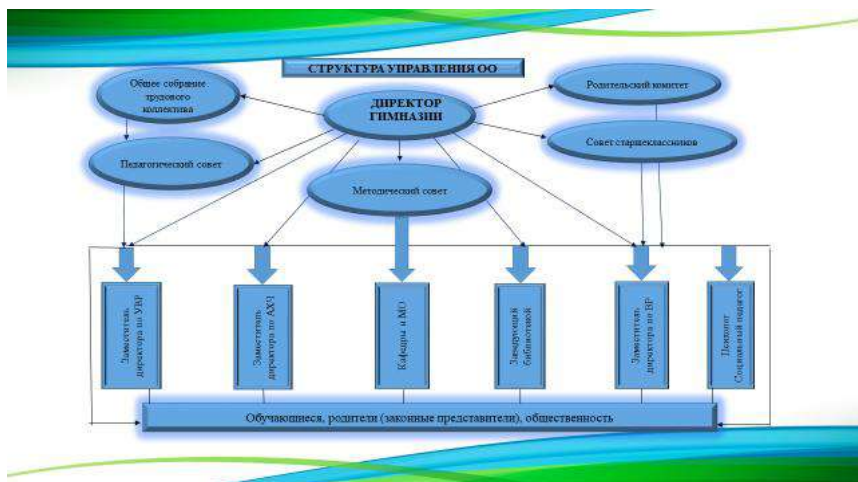 СТРУКТУРА УПРАВЛЕНИЯ ОО
Общее собрание
трудового
коллектива
ДИРЕКТОР
ГИМНАЗИИ
Родительский комитет
Педагогический совет
Методический совет
Совет старшеклассников
Заместитель
директора по УВР
Заместитель
директора по АХЧ
Кафедры и МО
Заведующий
библиотекой
Заместитель
директора по ВР
Психолог
Социальный педагог
Обучающиеся, родители (законные представители), общественность